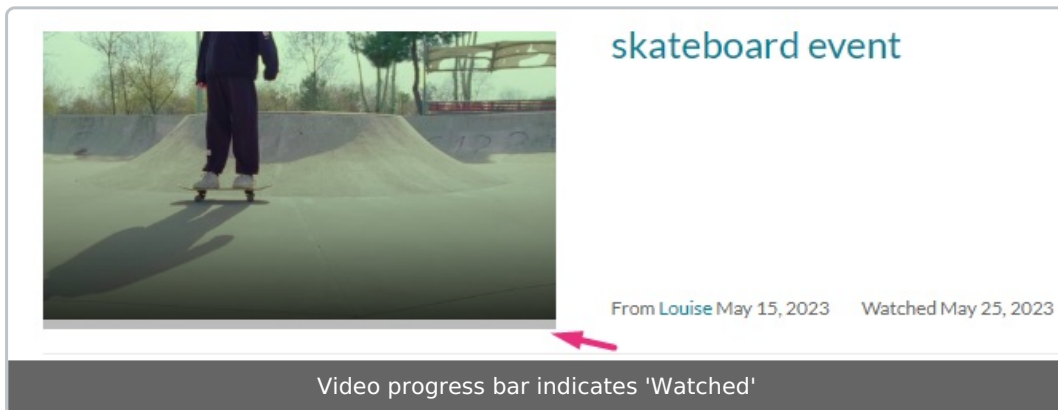 skateboard event
From Louise May 15, 2023 Watched May 25, 2023
Video progress bar indicates 'Watched'